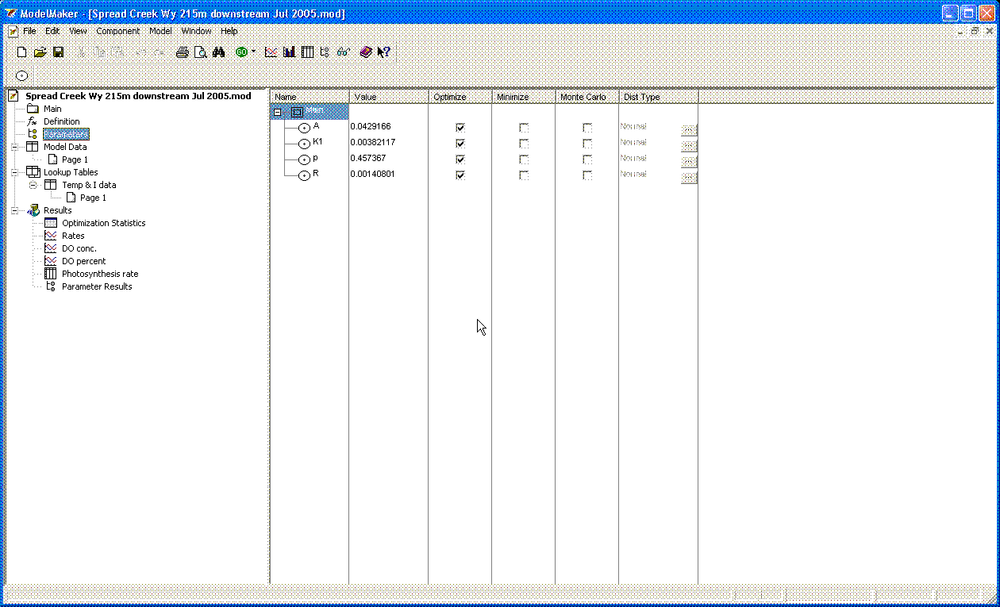 ModelMaker - [Spread Creek Wy 215m downstream Jul 2005.mod]
File Edit View Component Model Window Help
GO
Spread Creek Wy 215m downstream Jul 2005.mod
Main
Definition
Model Data
Page 1
Lookup Tables
Temp & I data
Page 1
Results
Optimization Statistics
Rates
DO conc.
DO percent
Photosynthesis rate
Parameter Results
Name Value Optimize Minimize Monte Carlo Dist Type
A 0.0429166 Normal
K1 0.00382117 Normal
p 0.457367 Normal
R 0.00140801 Normal